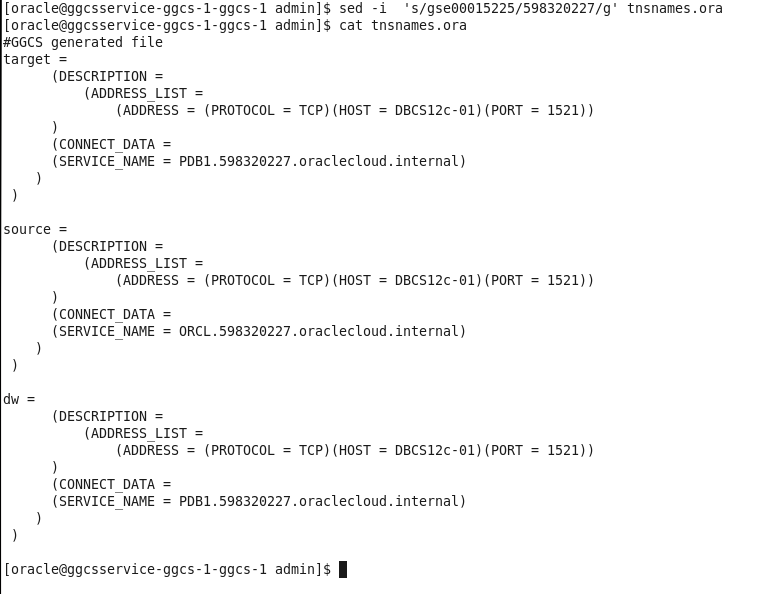 [oracle@ggcsservice-ggcs-1-ggcs-1 admin]$ sed -i  's/gse00015225/598320227/g' tnsnames.ora
[oracle@ggcsservice-ggcs-1-ggcs-1 admin]$ cat tnsnames.ora
#GGCS generated file
target =
      (DESCRIPTION =
          (ADDRESS_LIST =
              (ADDRESS = (PROTOCOL = TCP)(HOST = DBCS12c-01)(PORT = 1521))
      )
      (CONNECT_DATA =
      (SERVICE_NAME = PDB1.598320227.oraclecloud.internal)
    )
 )

source =
      (DESCRIPTION =
          (ADDRESS_LIST =
              (ADDRESS = (PROTOCOL = TCP)(HOST = DBCS12c-01)(PORT = 1521))
      )
      (CONNECT_DATA =
      (SERVICE_NAME = ORCL.598320227.oraclecloud.internal)
    )
 )

dw =
      (DESCRIPTION =
          (ADDRESS_LIST =
              (ADDRESS = (PROTOCOL = TCP)(HOST = DBCS12c-01)(PORT = 1521))
      )
      (CONNECT_DATA =
      (SERVICE_NAME = PDB1.598320227.oraclecloud.internal)
    )
 )

[oracle@ggcsservice-ggcs-1-ggcs-1 admin]$